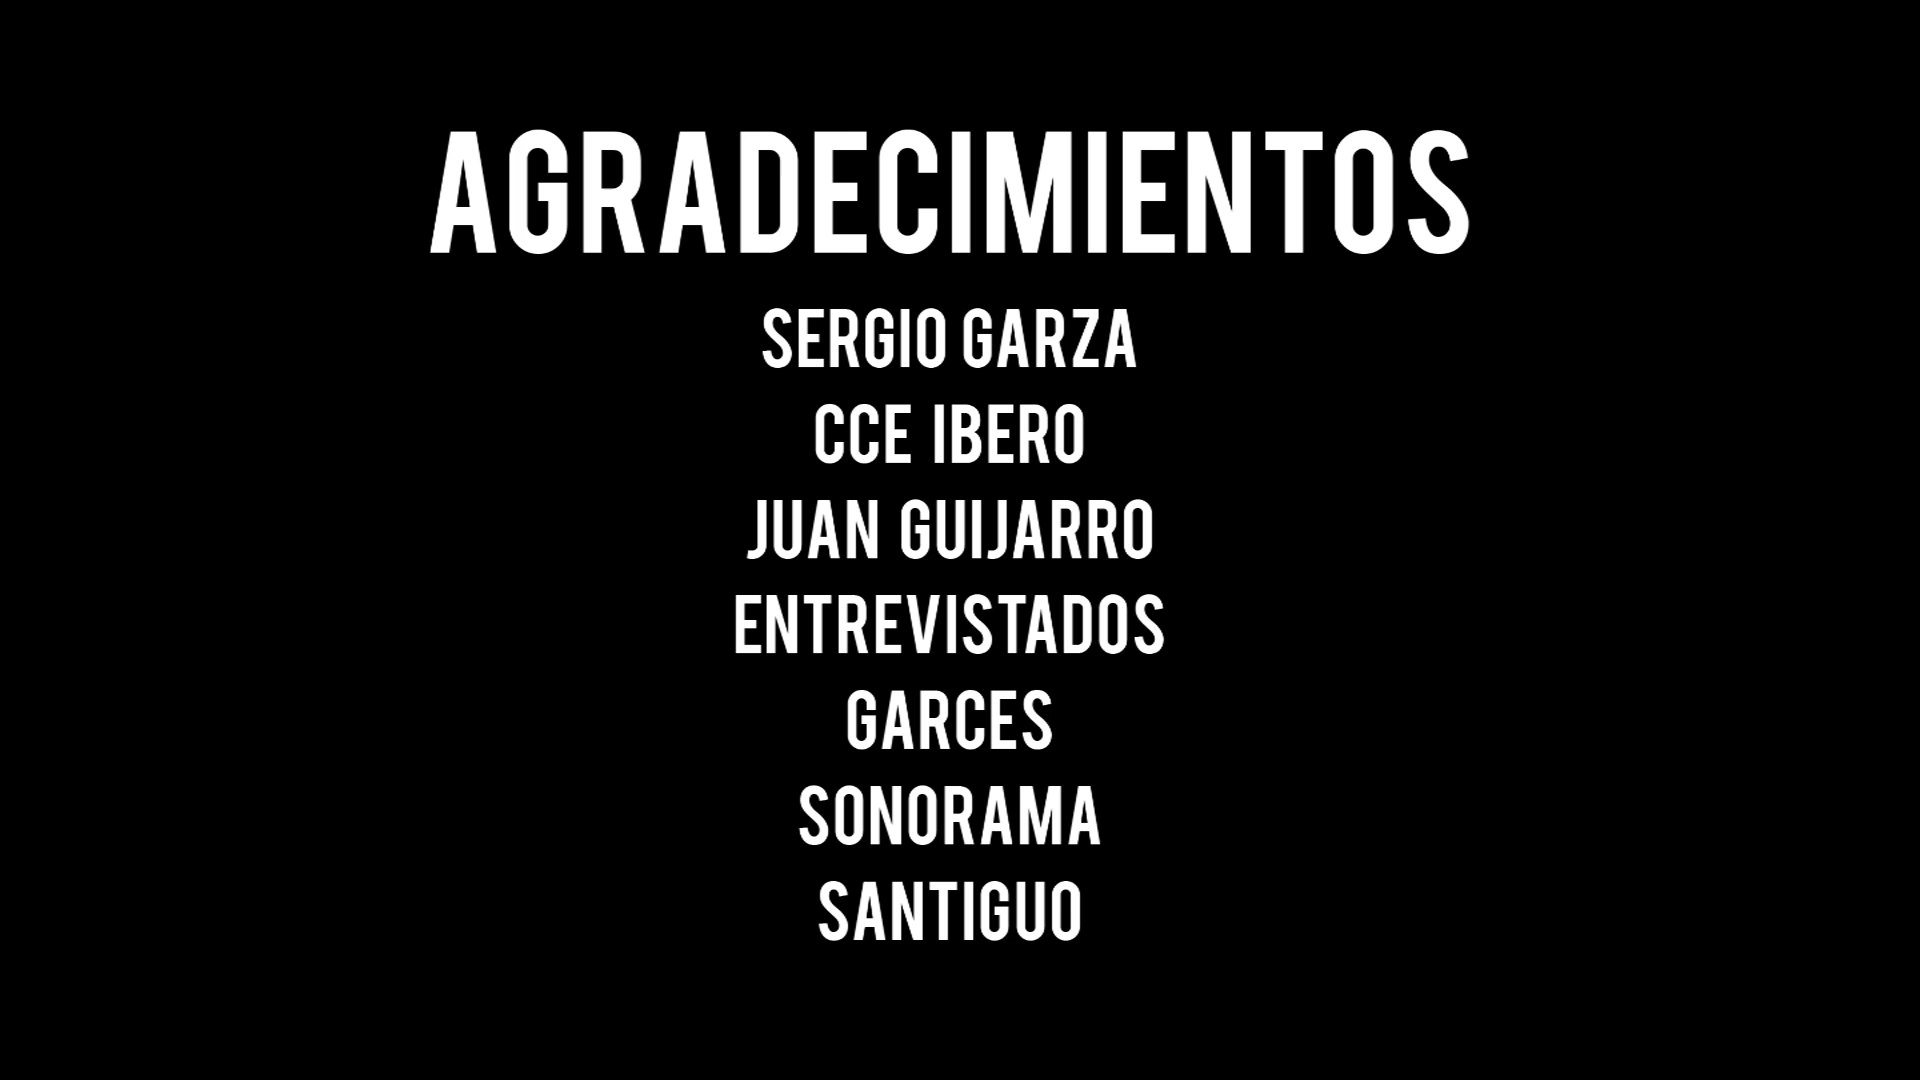 AGRADECIMIENTOS
SERGIO GARZA
CCE IBERO
JUAN GUIJARRO
ENTREVISTADOS
GARCES
SONORAMA
SANTIGUO